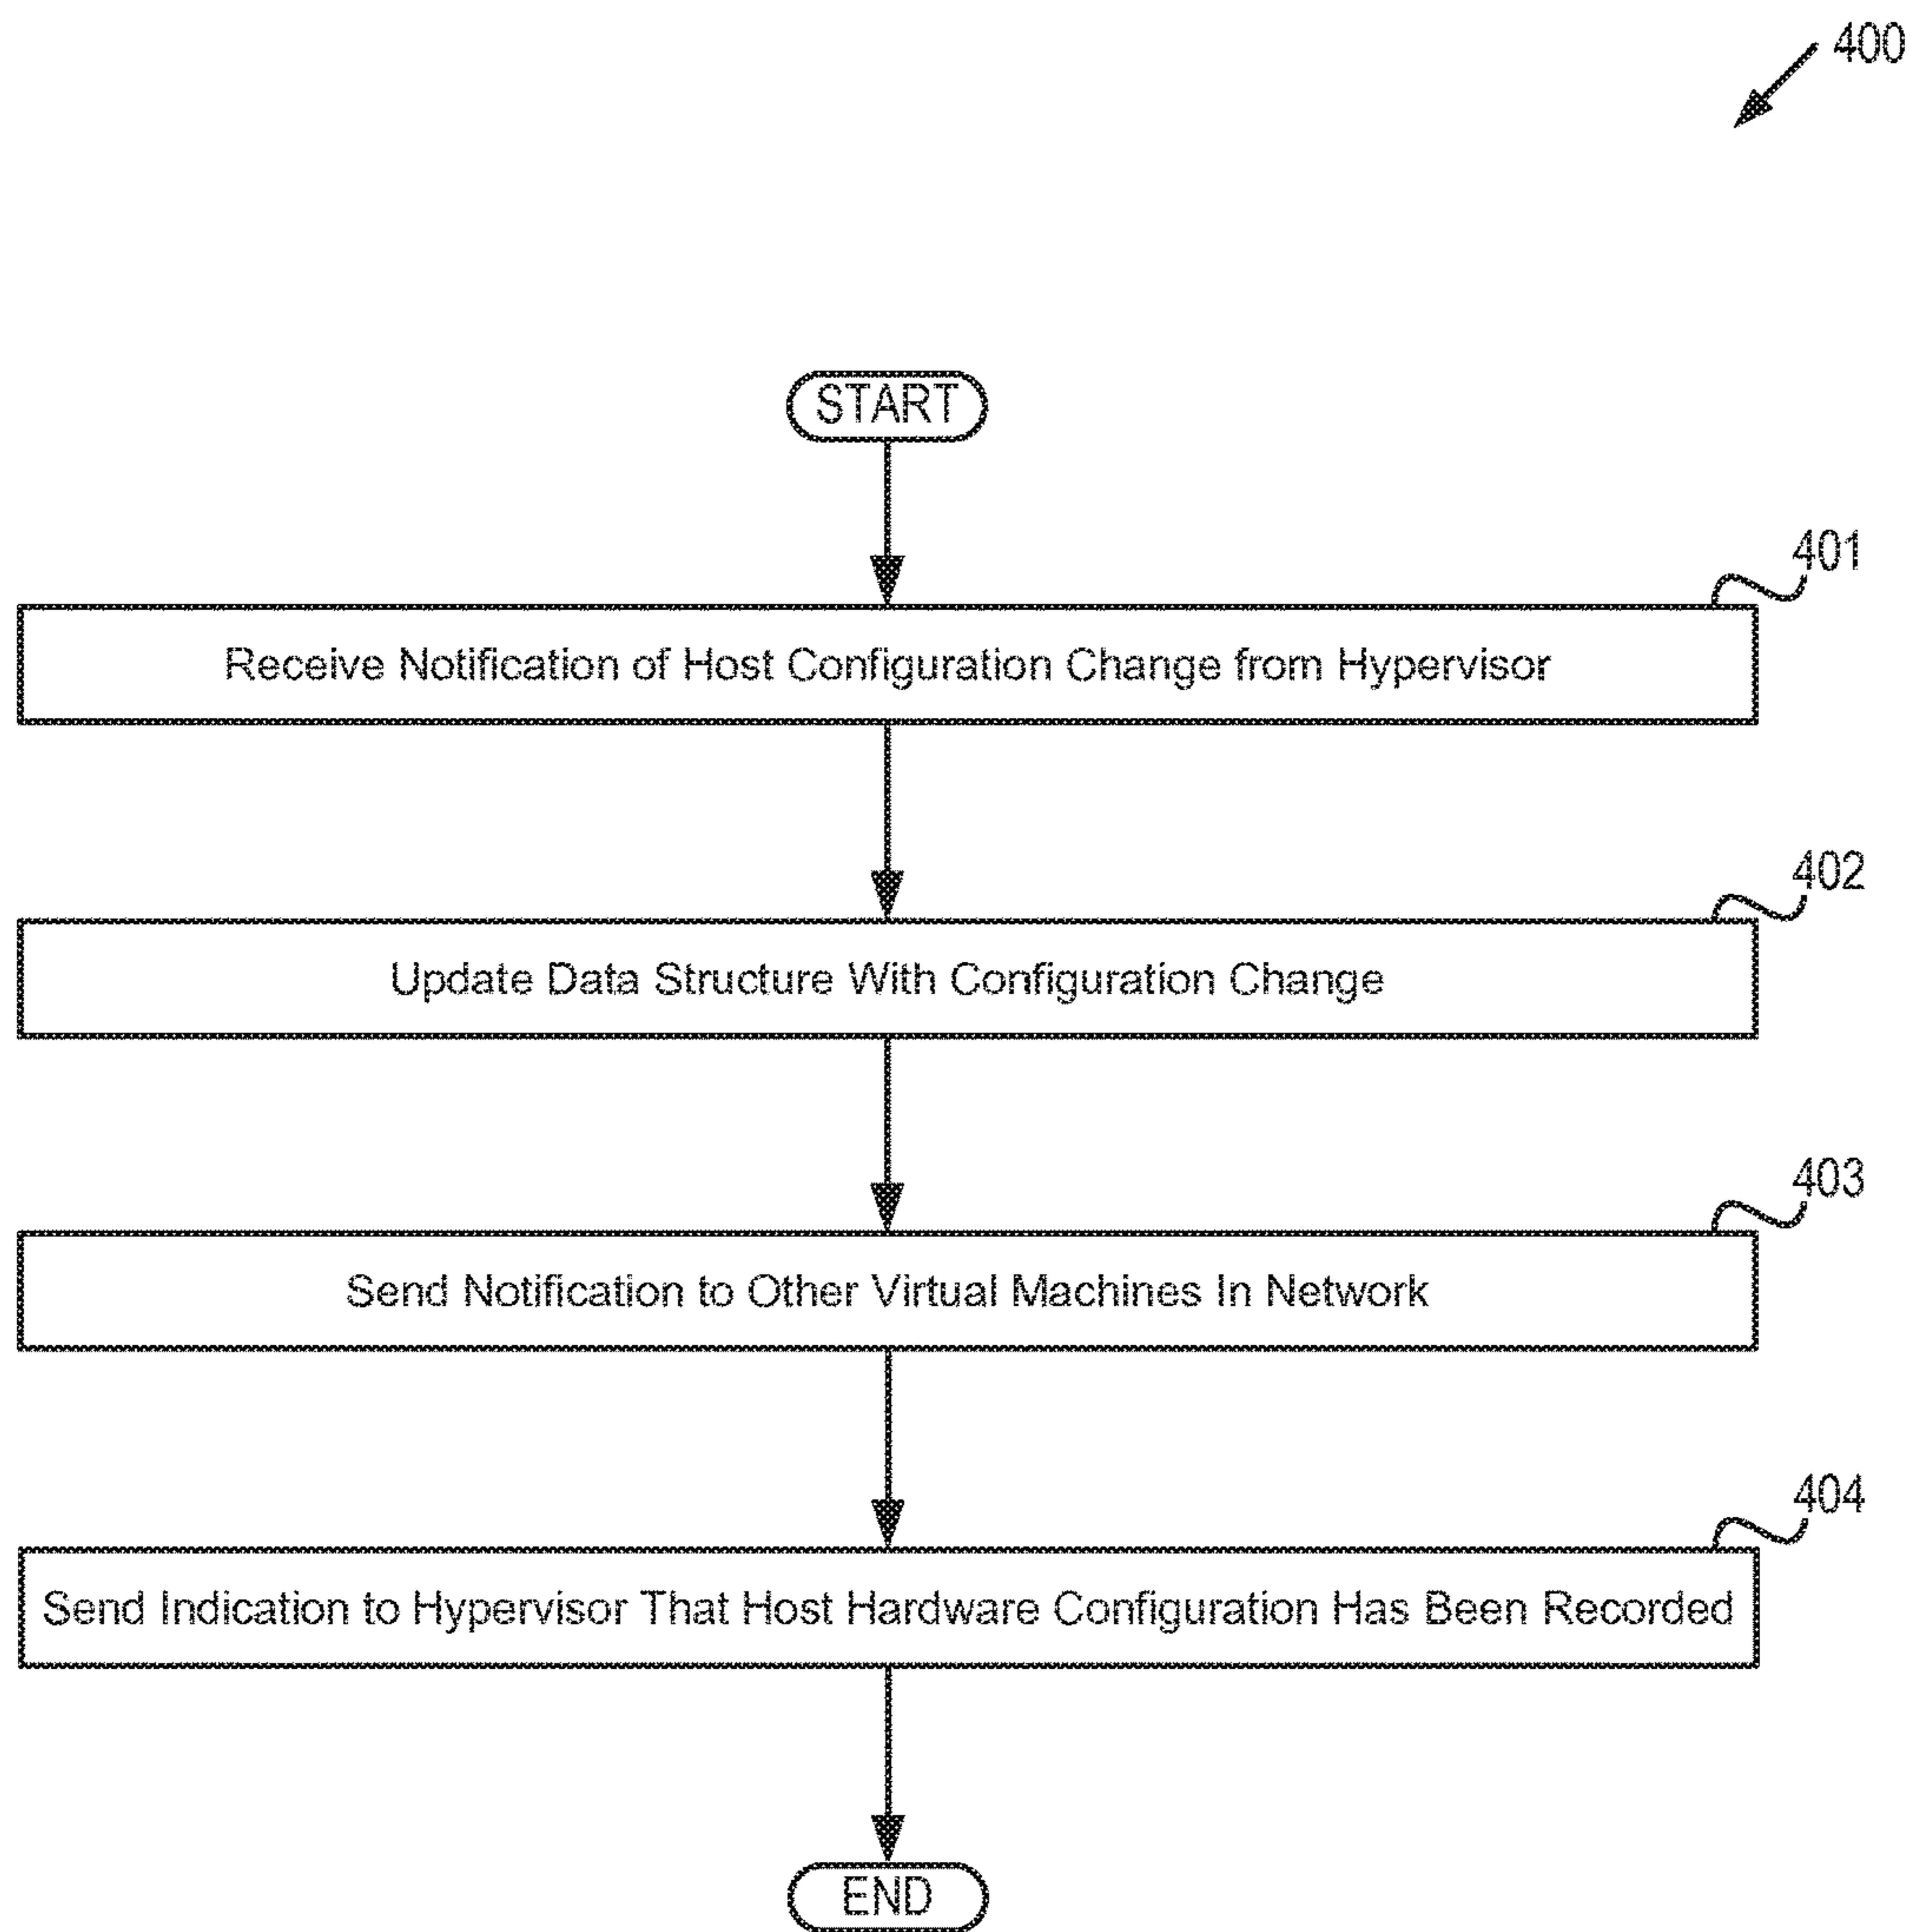 400
START
401
Receive Notification of Host Configuration Change from Hypervisor
402
Update Data Structure With Configuration Change
403
Send Notification to Other Virtual Machines In Network
404
Send Indication to Hypervisor That Host Hardware Configuration Has Been Recorded
END